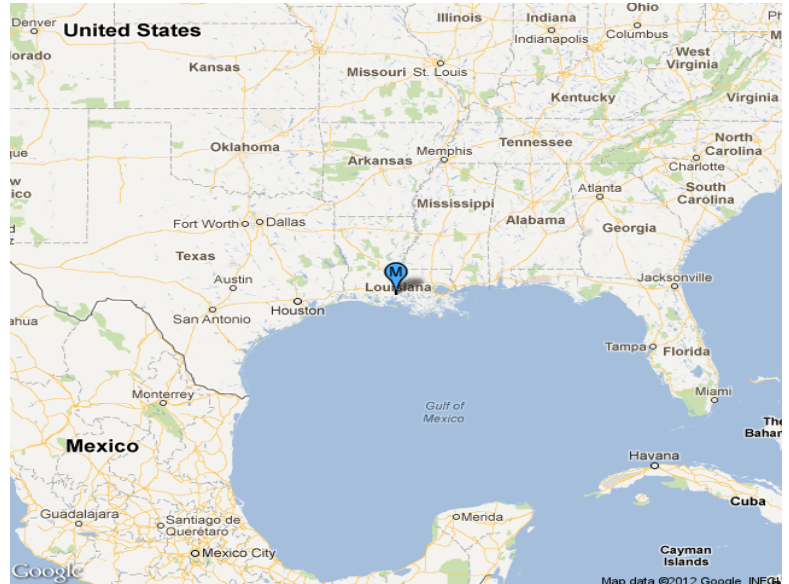 Denver
United States
Illinois
Indiana
Ohio
Indianapolis
Columbus
Kansas
Missouri
St. Louis
West
Virginia
Kentucky
Virginia
Oklahoma
Arkansas
Memphis
Tennessee
North
Carolina
Charlotte
South
Carolina
Atlanta
Mississippi
Alabama
Georgia
Fort Worth
Dallas
Texas
Austin
M
Louisiana
Jacksonville
San Antonio
Houston
Tampa
Florida
Monterrey
Miami
Gulf of
Mexico
Mexico
Havana
Cuba
Guadalajara
Santiago de
Querétaro
Merida
Mexico City
Cayman
Islands
Google
Map data ©2012 Google, INEGI